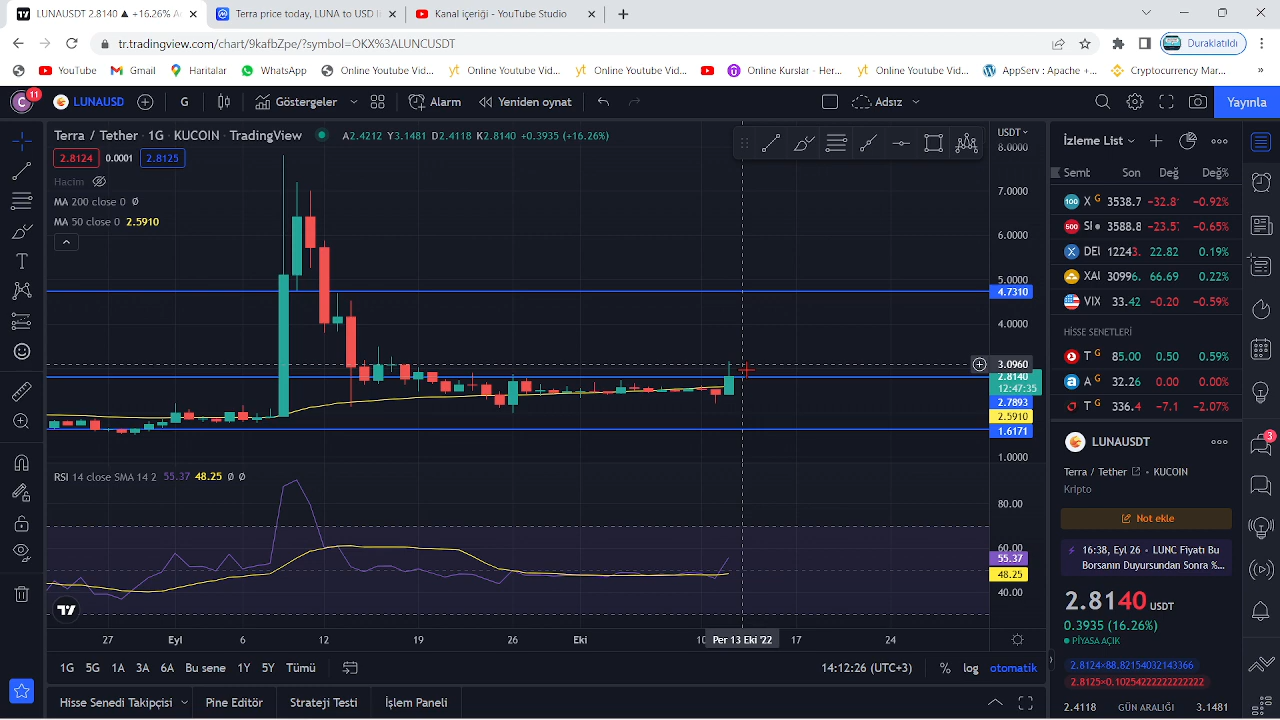 LUNAUSDT 2.8140 ▲ +16.26% A
Terra price today, LUNA to USD li
Kanal içeriği - YouTube Studio
tr.tradingview.com/chart/9kafbZpe/?symbol=OKX%3ALUNCUSDT
Duraklatıldı
YouTube
Gmail
Haritalar
WhatsApp
Online Youtube Vid...
Online Youtube Vid...
Online Youtube Vid...
Online Kurslar - Her...
Online Youtube Vid...
AppServ : Apache +...
Cryptocurrency Mar...
»
C 11
LUNAUSD
G
Göstergeler
Alarm
Yeniden oynat
Adsız
Yayınla
Terra / Tether · 1G · KUCOIN · TradingView
A2.4212 Y3.1481 D2.4118 K2.8140 +0.3935 (+16.26%)
2.8124 0.0001 2.8125
Hacim
MA 200 close 0 Ø
MA 50 close 0 2.5910
USDT
8.0000
7.0000
6.0000
5.0000
4.7310
4.0000
3.0960
2.8140
12:47:35
2.7893
2.5910
1.6171
1.0000
RSI 14 close SMA 14 2 55.37 48.25 Ø Ø
80.00
60.00
55.37
48.25
40.00
27 Eyl 6 12 19 26 Eki 10 Per 13 Eki '22 17 24
1G 5G 1A 3A 6A Bu sene 1Y 5Y Tümü
14:12:26 (UTC+3) % log otomatik
Hisse Senedi Takipçisi
Pine Editör
Strateji Testi
İşlem Paneli
İzleme List
Semt Son Değ Değ%
100 X G 3538.7 −32.8 −0.92%
500 SI 3588.8 −23.5 −0.65%
X DEI 12243. 22.82 0.19%
XAI 30996. 66.69 0.22%
VIX 33.42 −0.20 −0.59%
HİSSE SENETLERİ
T G 85.00 0.50 0.59%
A G 32.26 0.00 0.00%
T G 336.4 −7.1 −2.07%
LUNAUSDT
Terra / Tether · KUCOIN
Kripto
Not ekle
16:38, Eyl 26 · LUNC Fiyatı Bu
Borsanın Duyursundan Sonra %...
2.8140 USDT
0.3935 (16.26%)
PİYASA AÇIK
2.8124×88.82154032143366
2.8125×0.10254222222222222
2.4118 GÜN ARALIĞI 3.1481
3